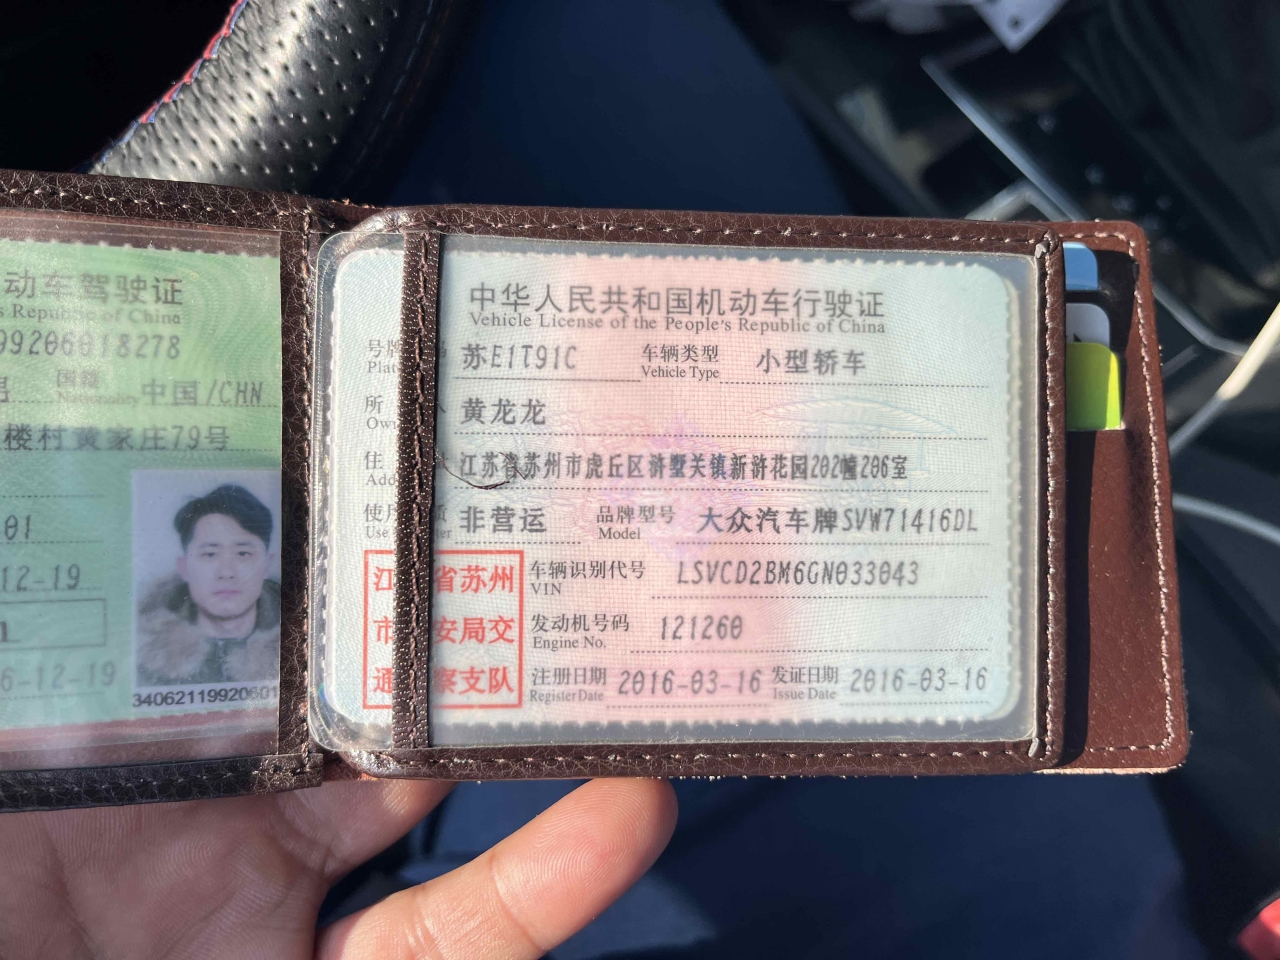 动车驾驶证
s Republic of China
99206018278
国籍
Nationality
中国/CHN
楼村黄家庄79号
01
12-19
6-12-19
34062119920601
中华人民共和国机动车行驶证
Vehicle License of the People's Republic of China
号牌
Plat
苏E1T91C
车辆类型
Vehicle Type
小型轿车
所
Ow
黄龙龙
住
Add
江苏省苏州市虎丘区浒墅关镇新浒花园202幢206室
使用
Use
质
er
非营运
品牌型号
Model
大众汽车牌SVW71416DL
江 省苏州
市 安局交
通 察支队
车辆识别代号
VIN
LSVCD2BM6GN033043
发动机号码
Engine No.
121260
注册日期
Register Date
2016-03-16
发证日期
Issue Date
2016-03-16